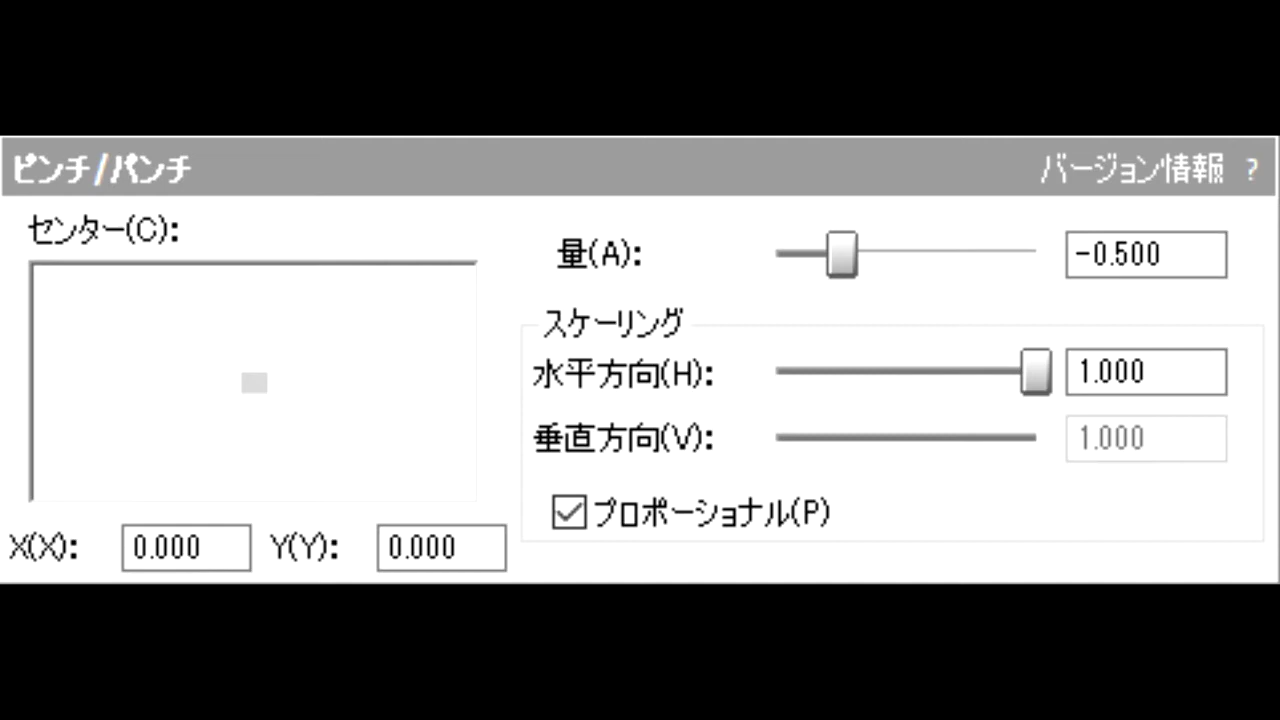 ピンチ/パンチ バージョン情報 ?
センター(C):
量(A): -0.500
スケーリング
水平方向(H): 1.000
垂直方向(V): 1.000
プロポーショナル(P)
X(X): 0.000 Y(Y): 0.000